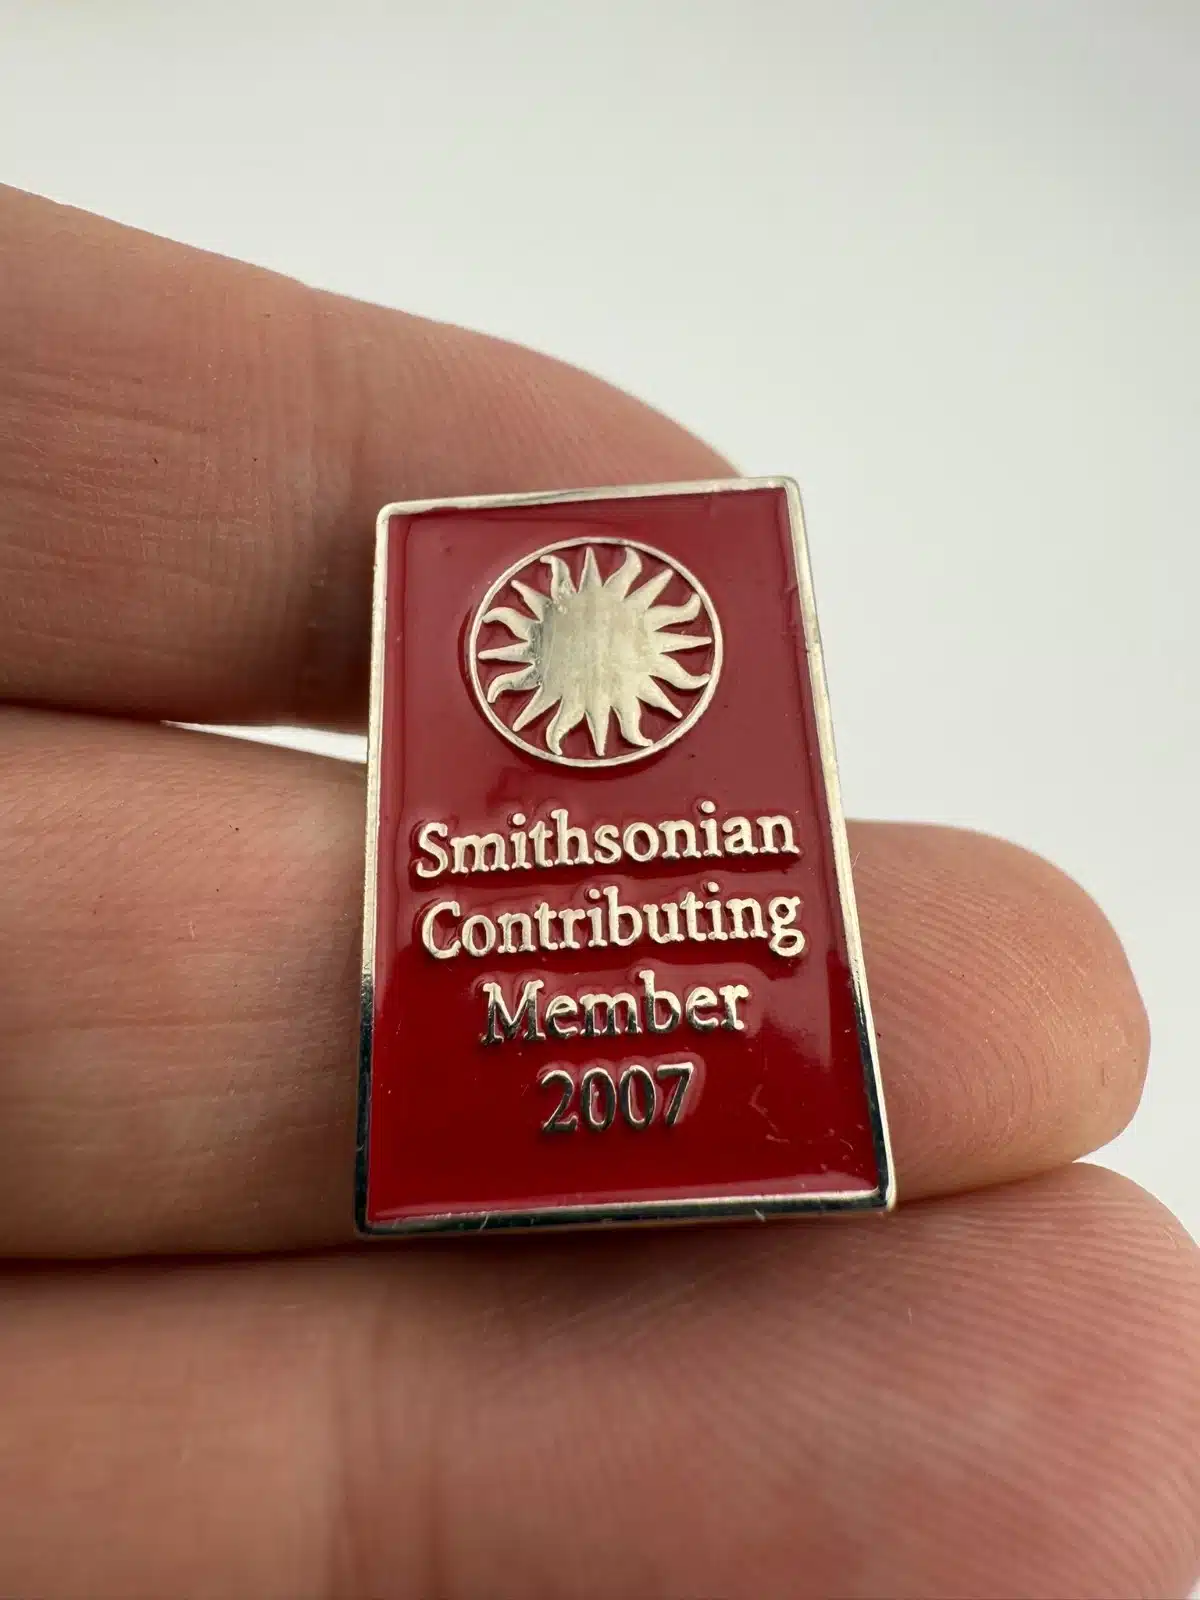 Smithsonian
Contributing
Member
2007